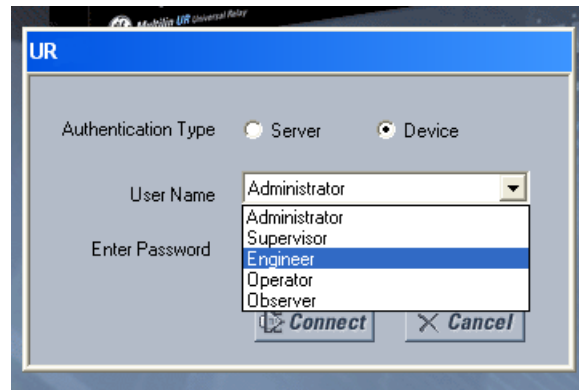 Multilin UR Universal Relay
UR
Authentication Type Server Device
User Name Administrator
Administrator
Supervisor
Enter Password Engineer
Operator
Observer
Connect Cancel